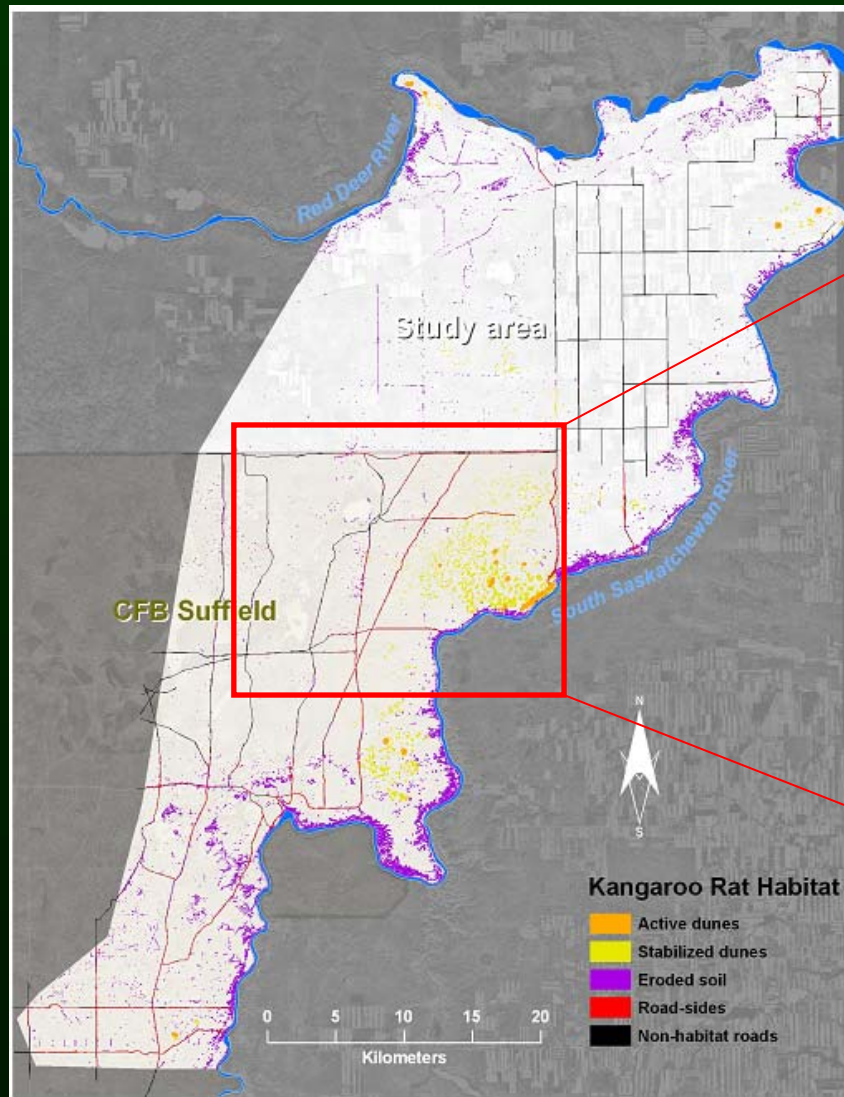 Red Deer River
Study area
CFB Suffield
South Saskatchewan River
N
S
Kangaroo Rat Habitat
Active dunes
Stabilized dunes
Eroded soil
Road-sides
Non-habitat roads
0 5 10 15 20
Kilometers